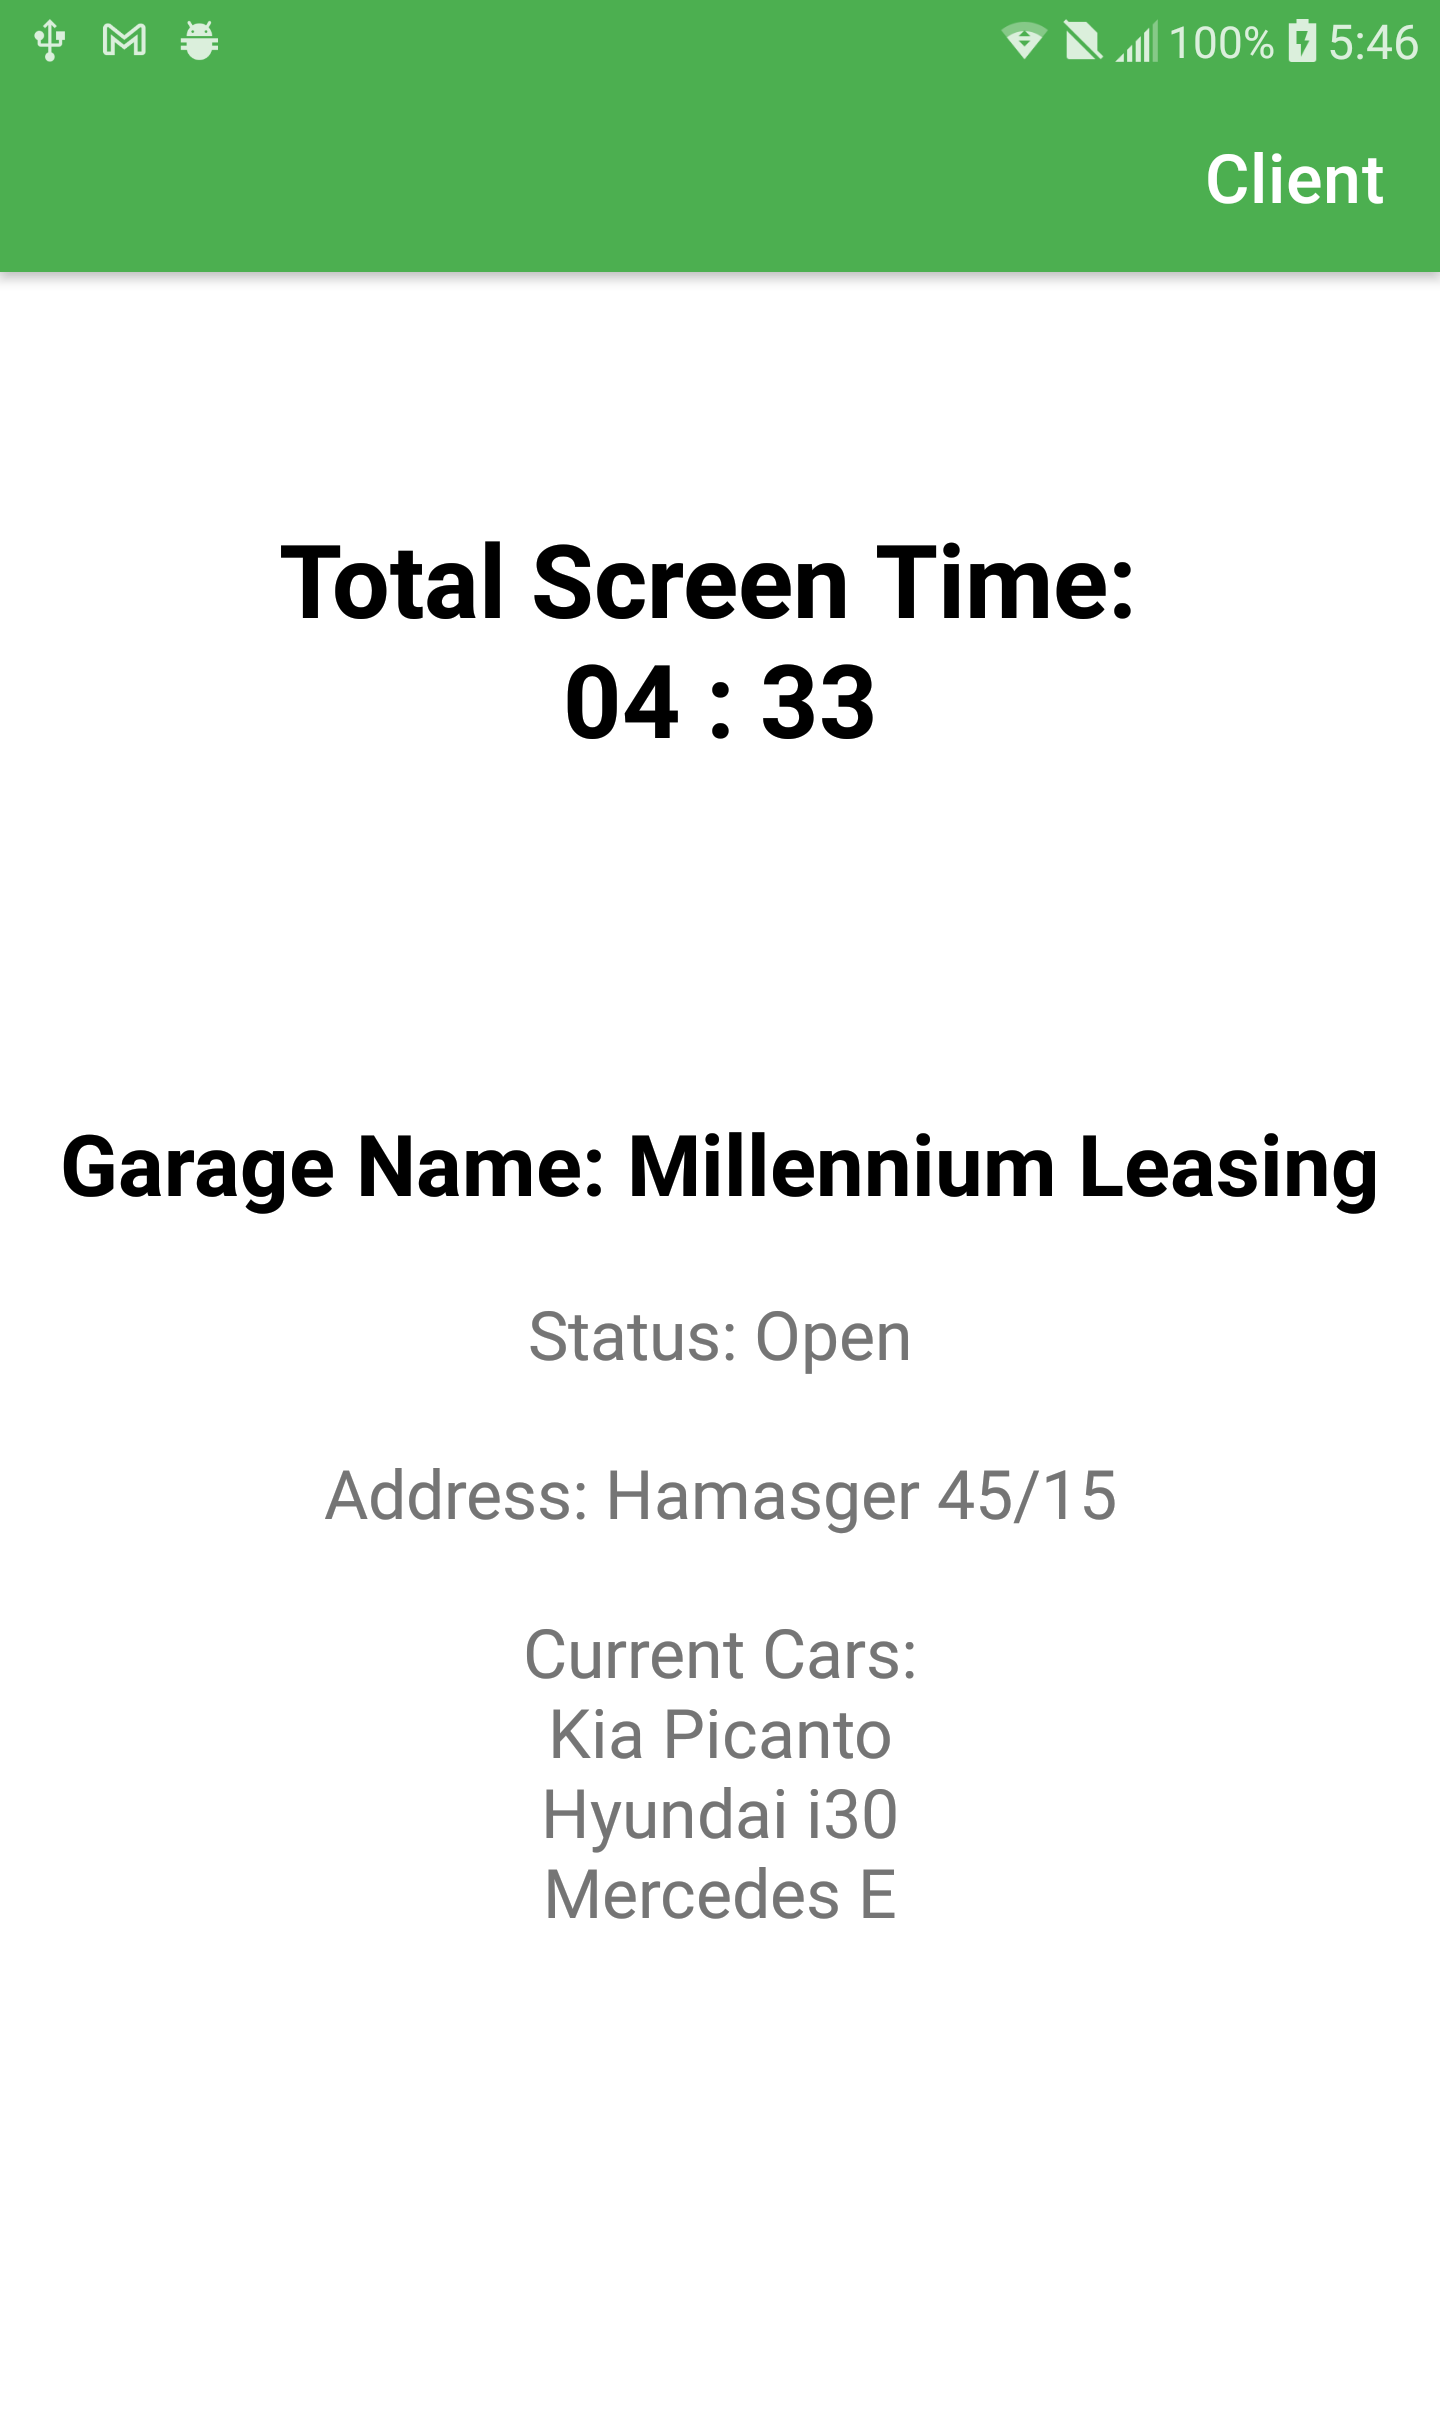 100% 5:46
Client
Total Screen Time:
04 : 33
Garage Name: Millennium Leasing
Status: Open
Address: Hamasger 45/15
Current Cars:
Kia Picanto
Hyundai i30
Mercedes E